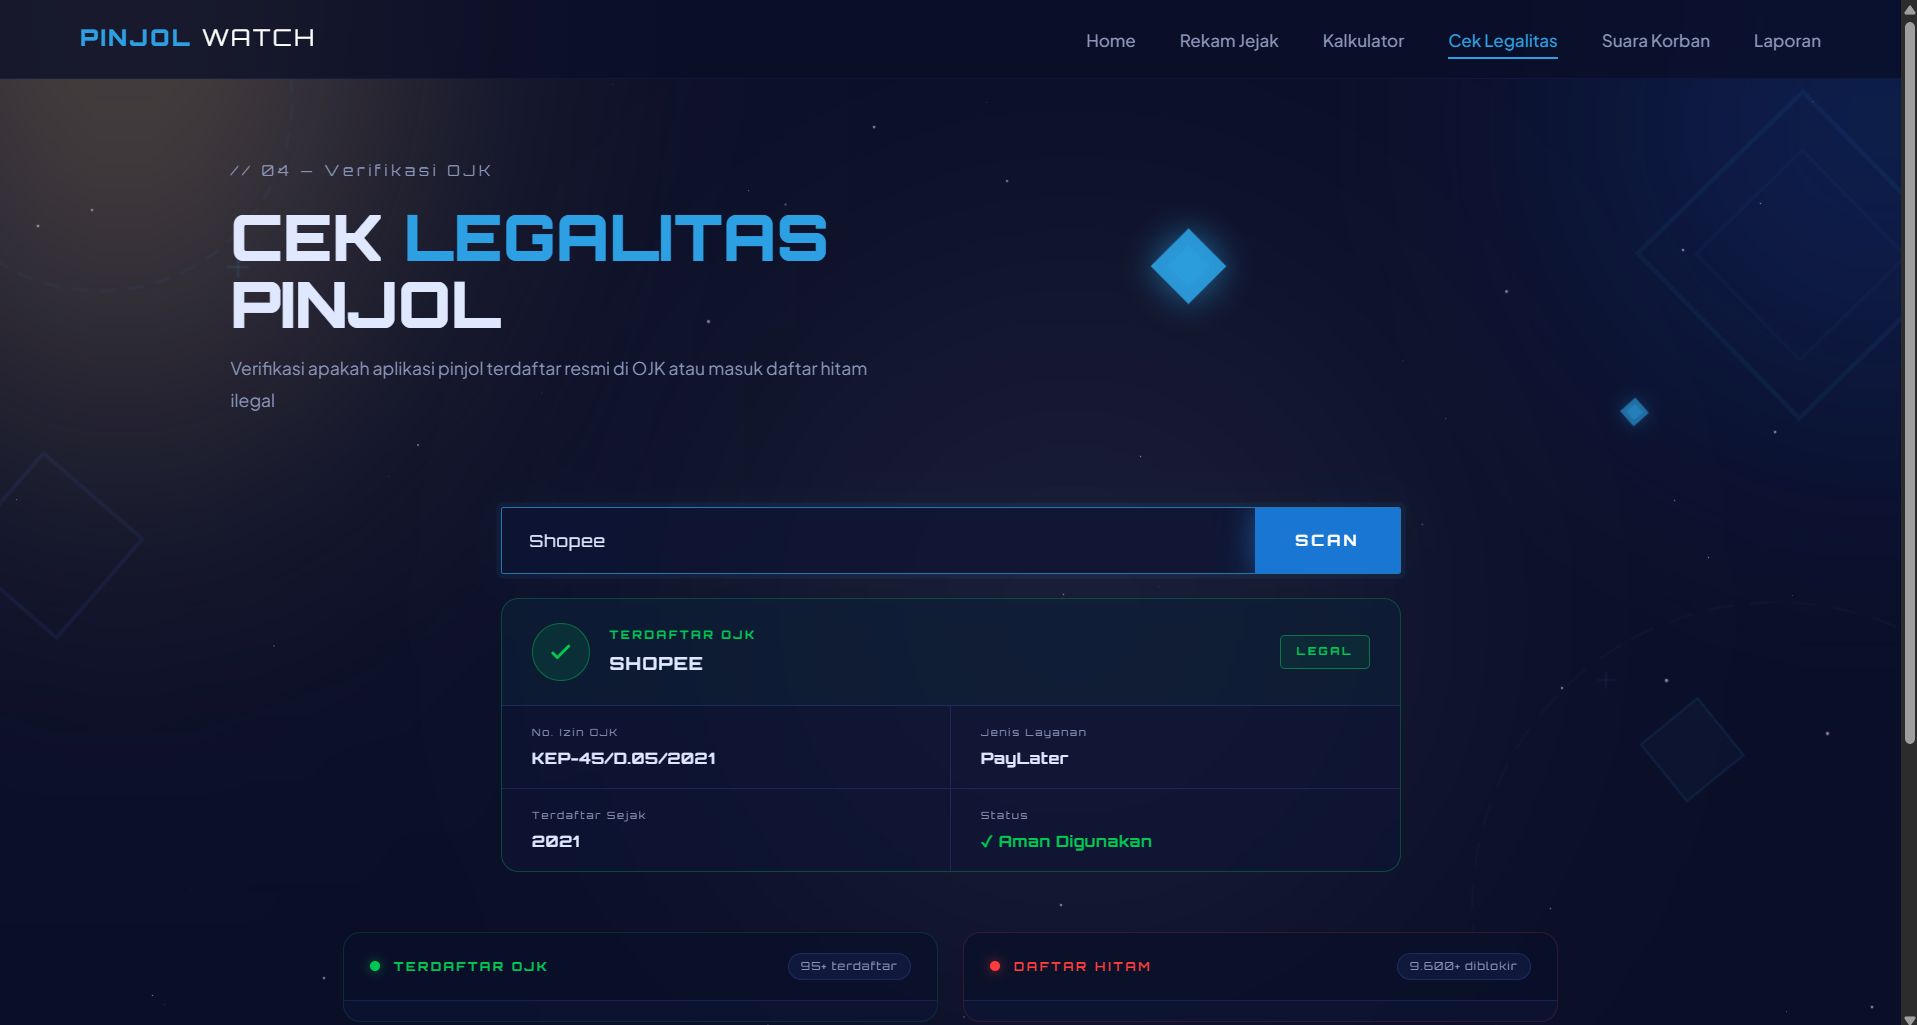 PINJOL WATCH
Home
Rekam Jejak
Kalkulator
Cek Legalitas
Suara Korban
Laporan
// 04 — Verifikasi OJK
CEK LEGALITAS
PINJOL
Verifikasi apakah aplikasi pinjol terdaftar resmi di OJK atau masuk daftar hitam
ilegal
Shopee
SCAN
TERDAFTAR OJK
SHOPEE
LEGAL
No. Izin OJK
KEP-45/D.05/2021
Jenis Layanan
PayLater
Terdaftar Sejak
2021
Status
✓ Aman Digunakan
TERDAFTAR OJK
95+ terdaftar
DAFTAR HITAM
9.600+ diblokir